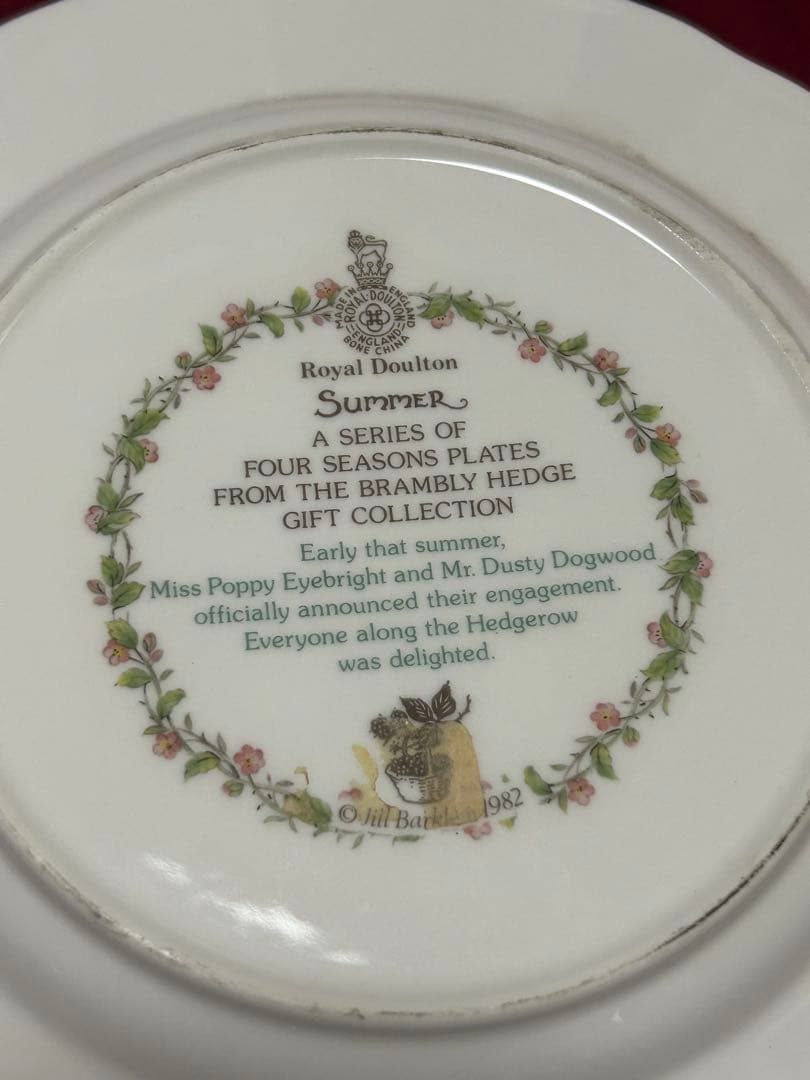 MADE IN ENGLAND
ROYAL·DOULTON
ENGLAND
BONE CHINA
Royal Doulton
Summer
A SERIES OF
FOUR SEASONS PLATES
FROM THE BRAMBLY HEDGE
GIFT COLLECTION
Early that summer,
Miss Poppy Eyebright and Mr. Dusty Dogwood
officially announced their engagement.
Everyone along the Hedgerow
was delighted.
© Jill 1982